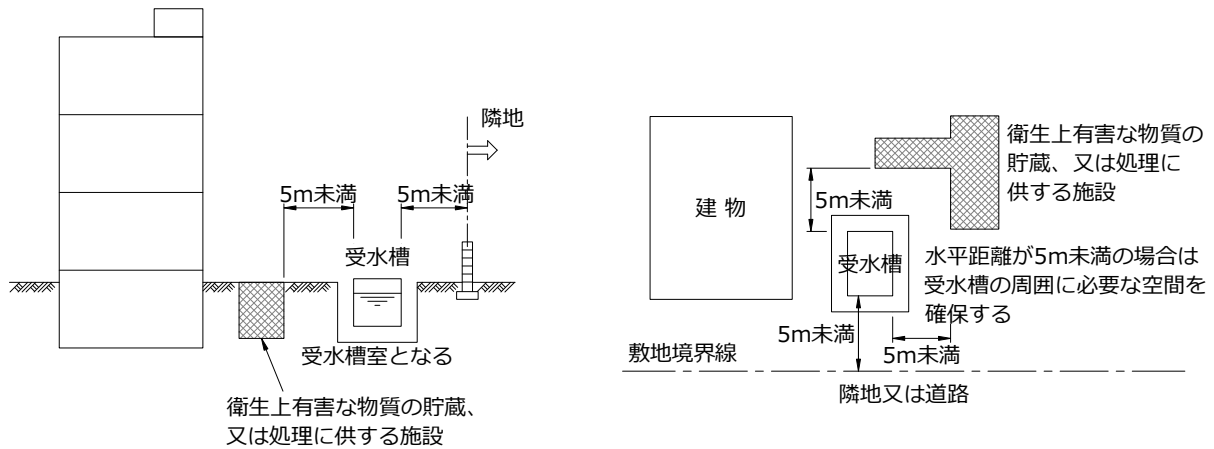 隣地
5m未満
5m未満
受水槽
受水槽室となる
衛生上有害な物質の貯蔵、
又は処理に供する施設
建 物
衛生上有害な物質の
貯蔵、又は処理に
供する施設
5m未満
受水槽
水平距離が5m未満の場合は
受水槽の周囲に必要な空間を
確保する
5m未満
5m未満
敷地境界線
隣地又は道路